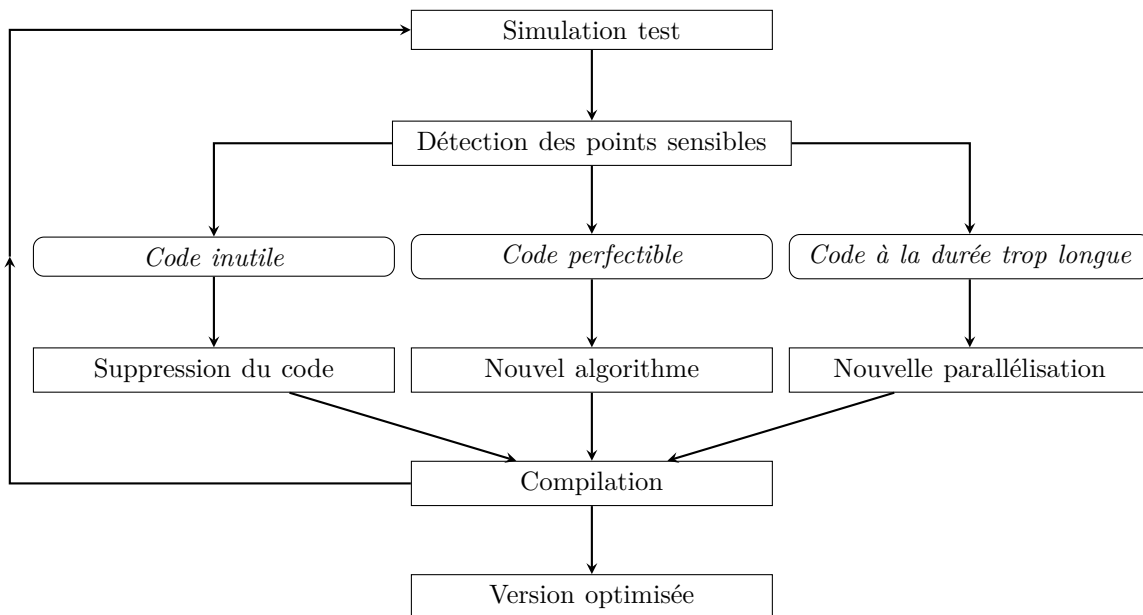 Simulation test
Détection des points sensibles
Code inutile
Code perfectible
Code à la durée trop longue
Suppression du code
Nouvel algorithme
Nouvelle parallélisation
Compilation
Version optimisée